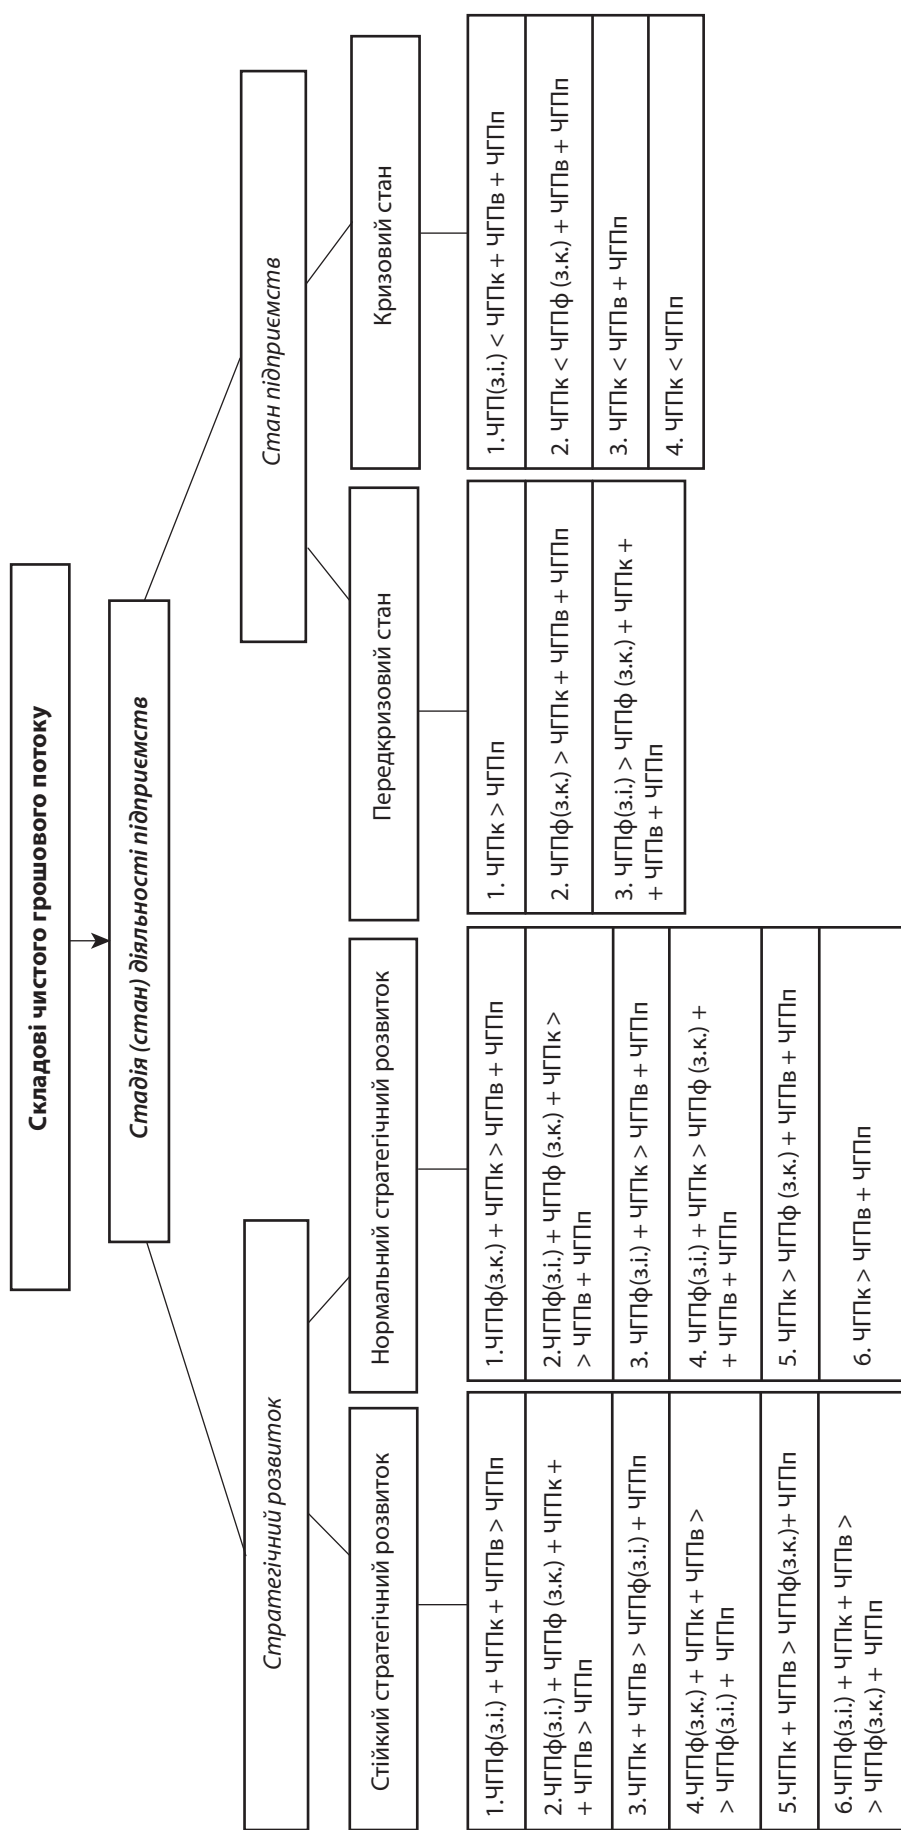 Складові чистого грошового потоку
Стадія (стан) діяльності підприємств
Стратегічний розвиток
Стан підприємств
Стійкий стратегічний розвиток
Нормальний стратегічний розвиток
Передкризовий стан
Кризовий стан
1.ЧГПф(з.і.) + ЧГПк + ЧГПв > ЧГПп
2.ЧГПф(з.і.) + ЧГПф (з.к.) + ЧГПк +
+ ЧГПв > ЧГПп
3.ЧГПк + ЧГПв > ЧГПф(з.і.) + ЧГПп
4.ЧГПф(з.к.) + ЧГПк + ЧГПв >
> ЧГПф(з.і.) + ЧГПп
5.ЧГПк + ЧГПв > ЧГПф(з.к.)+ ЧГПп
6.ЧГПф(з.і.) + ЧГПк + ЧГПв >
> ЧГПф(з.к.) + ЧГПп
1.ЧГПф(з.к.) + ЧГПк > ЧГПв + ЧГПп
2.ЧГПф(з.і.) + ЧГПф (з.к.) + ЧГПк >
> ЧГПв + ЧГПп
3. ЧГПф(з.і.) + ЧГПк > ЧГПв + ЧГПп
4. ЧГПф(з.і.) + ЧГПк > ЧГПф (з.к.) +
+ ЧГПв + ЧГПп
5. ЧГПк > ЧГПф (з.к.) + ЧГПв + ЧГПп
6. ЧГПк > ЧГПв + ЧГПп
1. ЧГПк > ЧГПп
2. ЧГПф(з.к.) > ЧГПк + ЧГПв + ЧГПп
3. ЧГПф(з.і.) > ЧГПф (з.к.) + ЧГПк +
+ ЧГПв + ЧГПп
1.ЧГП(з.і.) < ЧГПк + ЧГПв + ЧГПп
2. ЧГПк < ЧГПф (з.к.) + ЧГПв + ЧГПп
3. ЧГПк < ЧГПв + ЧГПп
4. ЧГПк < ЧГПп